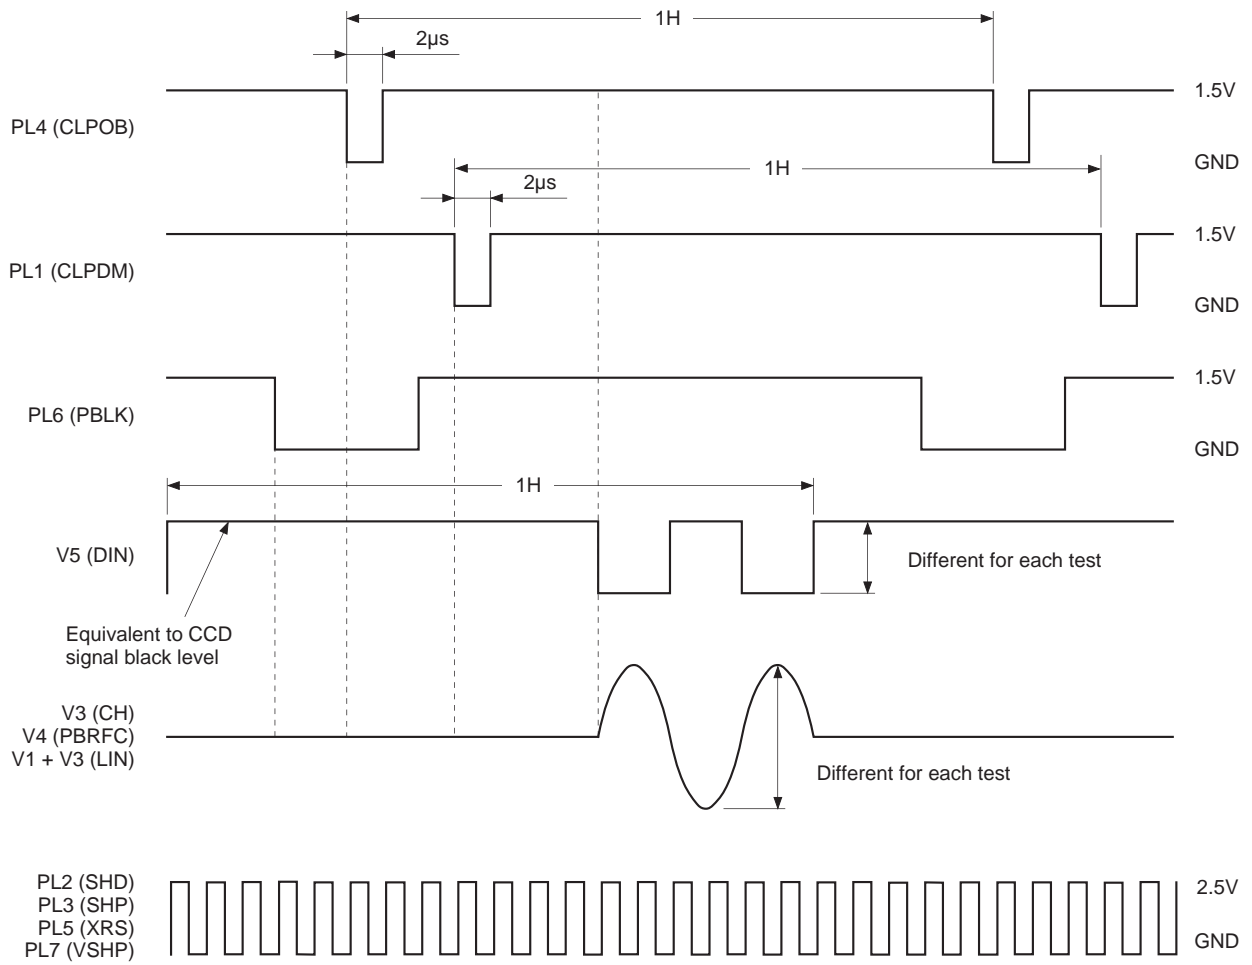 1H
2μs
1.5V
PL4 (CLPOB)
GND
1H
2μs
1.5V
PL1 (CLPDM)
GND
1.5V
PL6 (PBLK)
GND
1H
V5 (DIN)
Different for each test
Equivalent to CCD
signal black level
V3 (CH)
V4 (PBRFC)
V1 + V3 (LIN)
Different for each test
PL2 (SHD)
PL3 (SHP)
PL5 (XRS)
PL7 (VSHP)
2.5V
GND